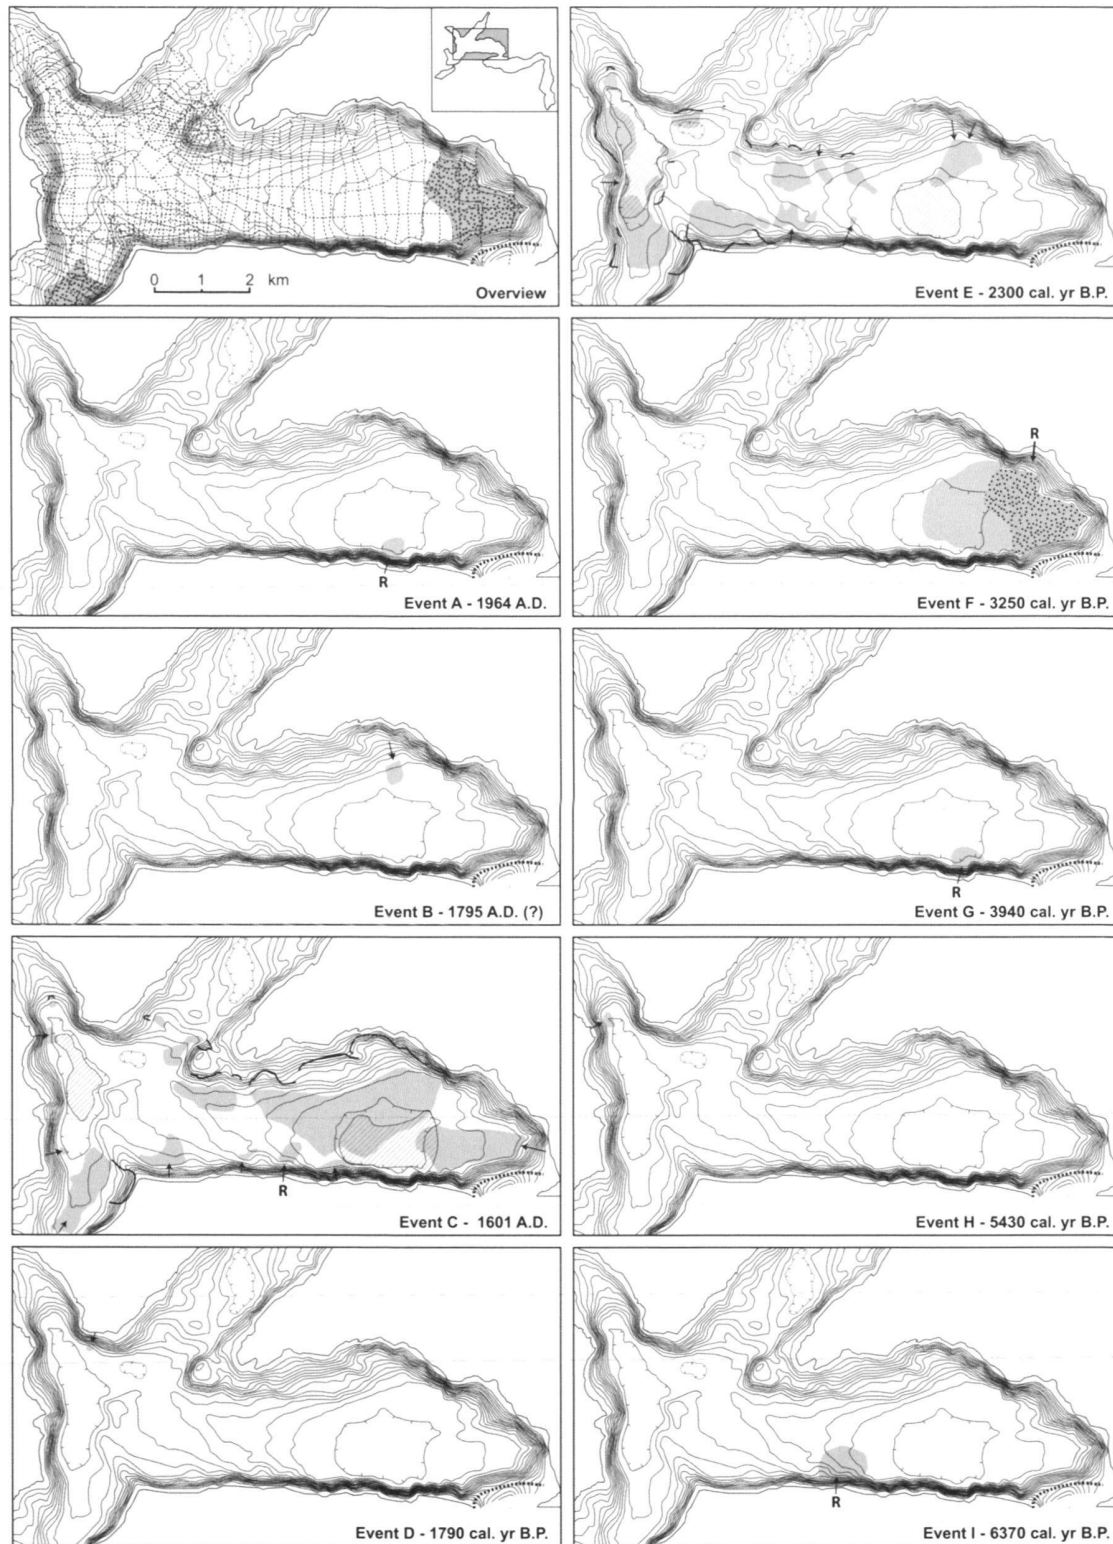 Overview
0 1 2 km
Event A - 1964 A.D.
R
Event B - 1795 A.D. (?)
Event C - 1601 A.D.
R
Event D - 1790 cal. yr B.P.
Event E - 2300 cal. yr B.P.
Event F - 3250 cal. yr B.P.
R
Event G - 3940 cal. yr B.P.
R
Event H - 5430 cal. yr B.P.
Event I - 6370 cal. yr B.P.
R